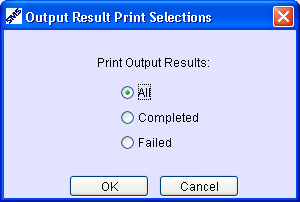 Output Result Print Selections
Print Output Results:
All
Completed
Failed
OK Cancel